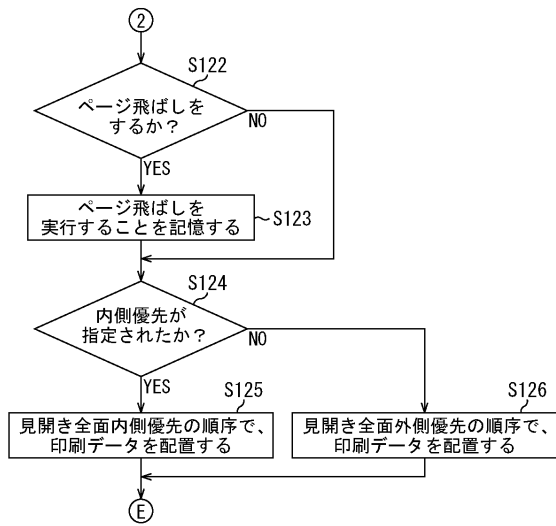 2
S122
ページ飛ばしを
するか？
NO
YES
ページ飛ばしを
実行することを記憶する
S123
S124
内側優先が
指定されたか？
NO
YES
S125
見開き全面内側優先の順序で、
印刷データを配置する
S126
見開き全面外側優先の順序で、
印刷データを配置する
E